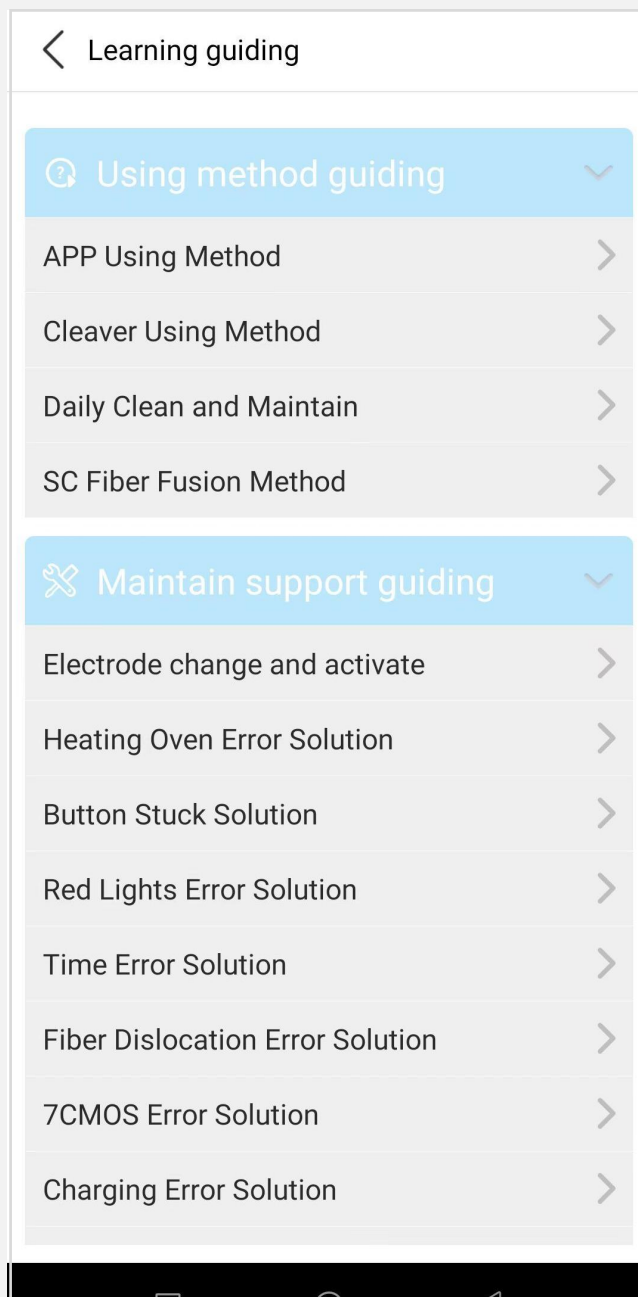 Learning guiding
Using method guiding
APP Using Method
Cleaver Using Method
Daily Clean and Maintain
SC Fiber Fusion Method
Maintain support guiding
Electrode change and activate
Heating Oven Error Solution
Button Stuck Solution
Red Lights Error Solution
Time Error Solution
Fiber Dislocation Error Solution
7CMOS Error Solution
Charging Error Solution